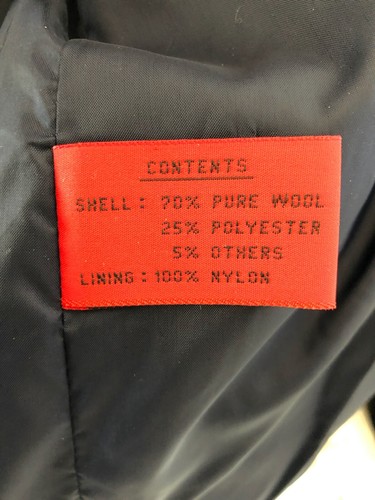 CONTENTS
SHELL: 70% PURE WOOL
25% POLYESTER
5% OTHERS
LINING: 100% NYLON